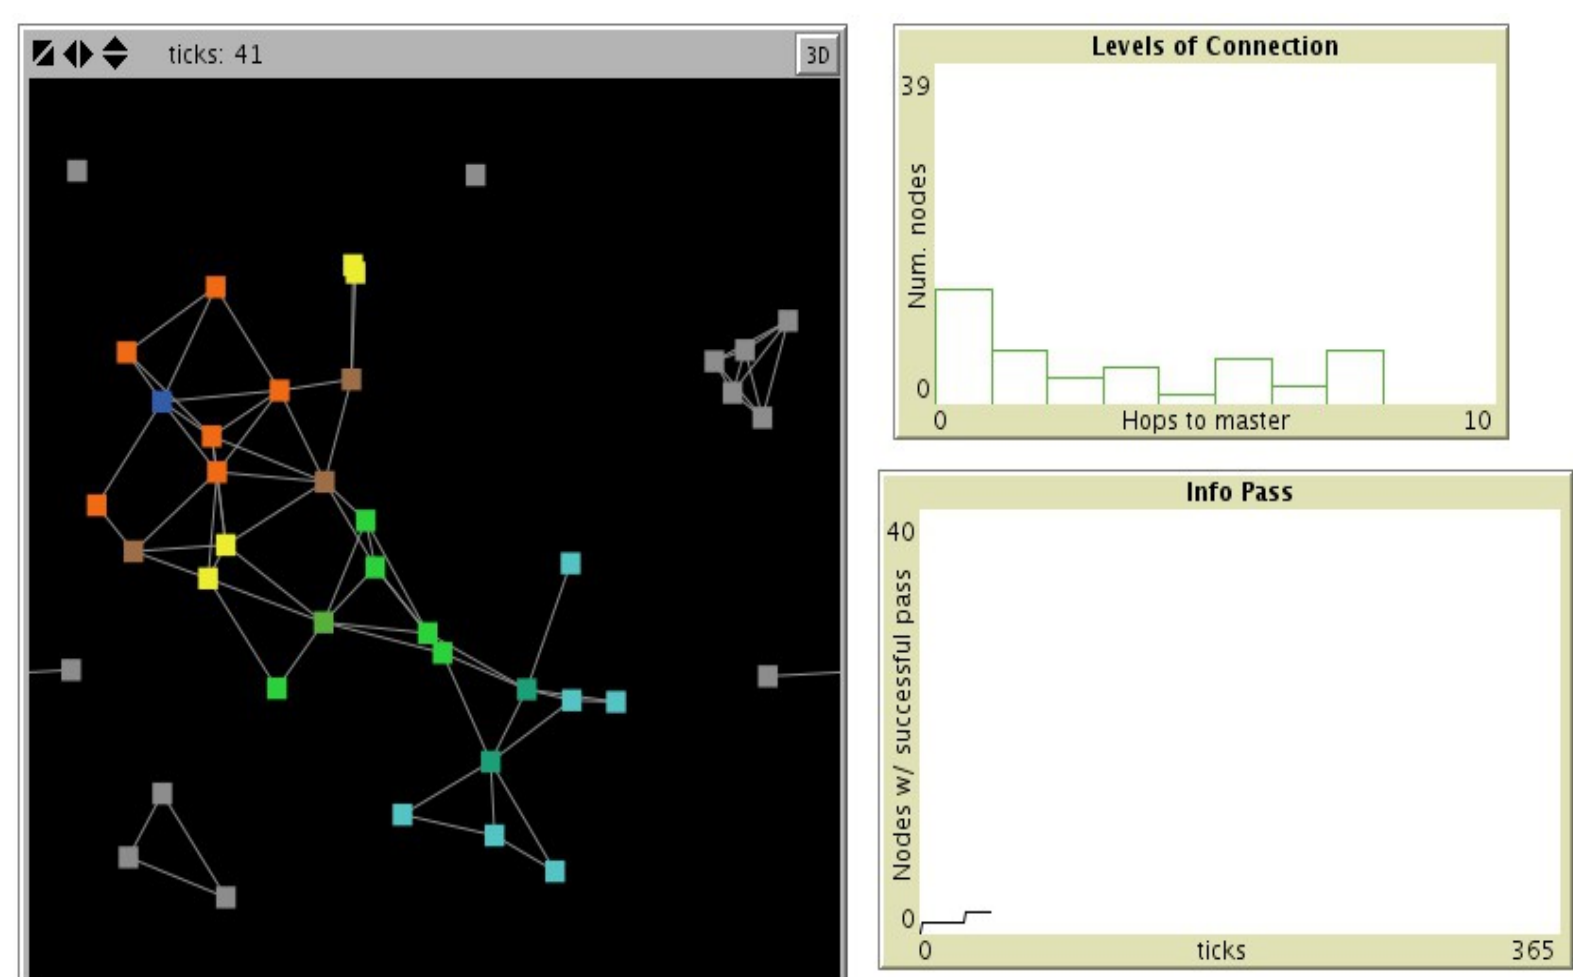 ticks: 41
3D
Levels of Connection
39
Num. nodes
0
0
Hops to master
10
Info Pass
40
Nodes w/ successful pass
0
0
ticks
365